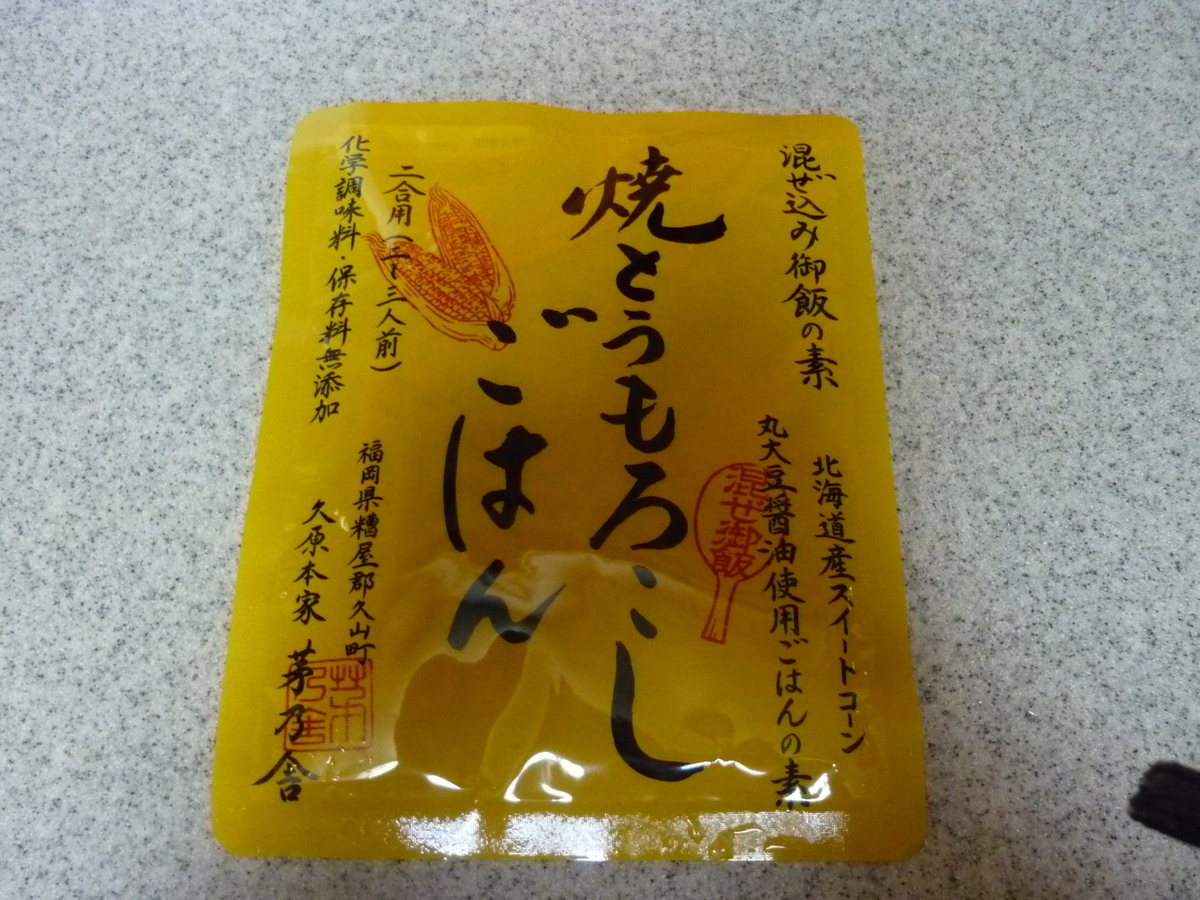 混ぜ込み御飯の素
北海道産スイートコーン
丸大豆醤油使用ごはんの素
混ぜ御飯
焼とうもろこし
ごはん
二合用(二~三人前)
化学調味料・保存料無添加
福岡県糟屋郡久山町
久原本家 茅乃舎
茅乃舎